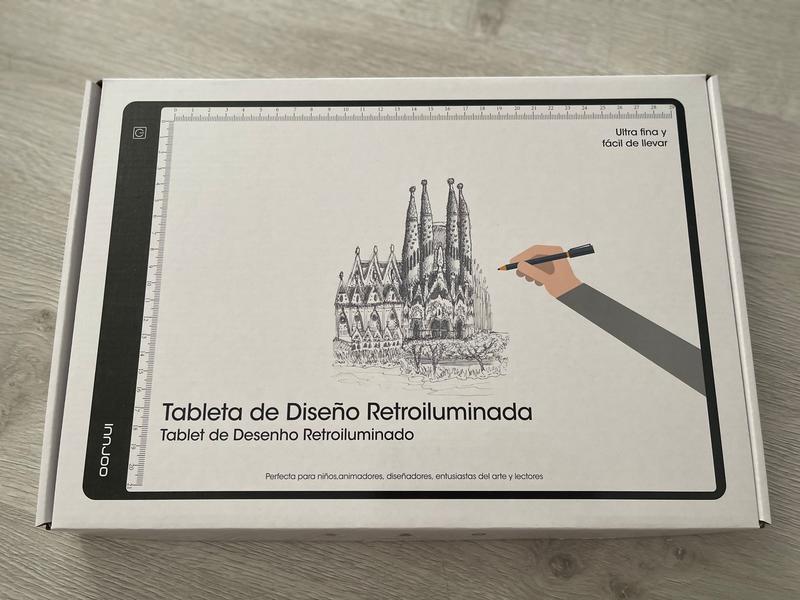 Ultra fina y
fácil de llevar
Tableta de Diseño Retroiluminada
Tablet de Desenho Retroiluminado
innjoo
Perfecta para niños,animadores, diseñadores, entusiastas del arte y lectores